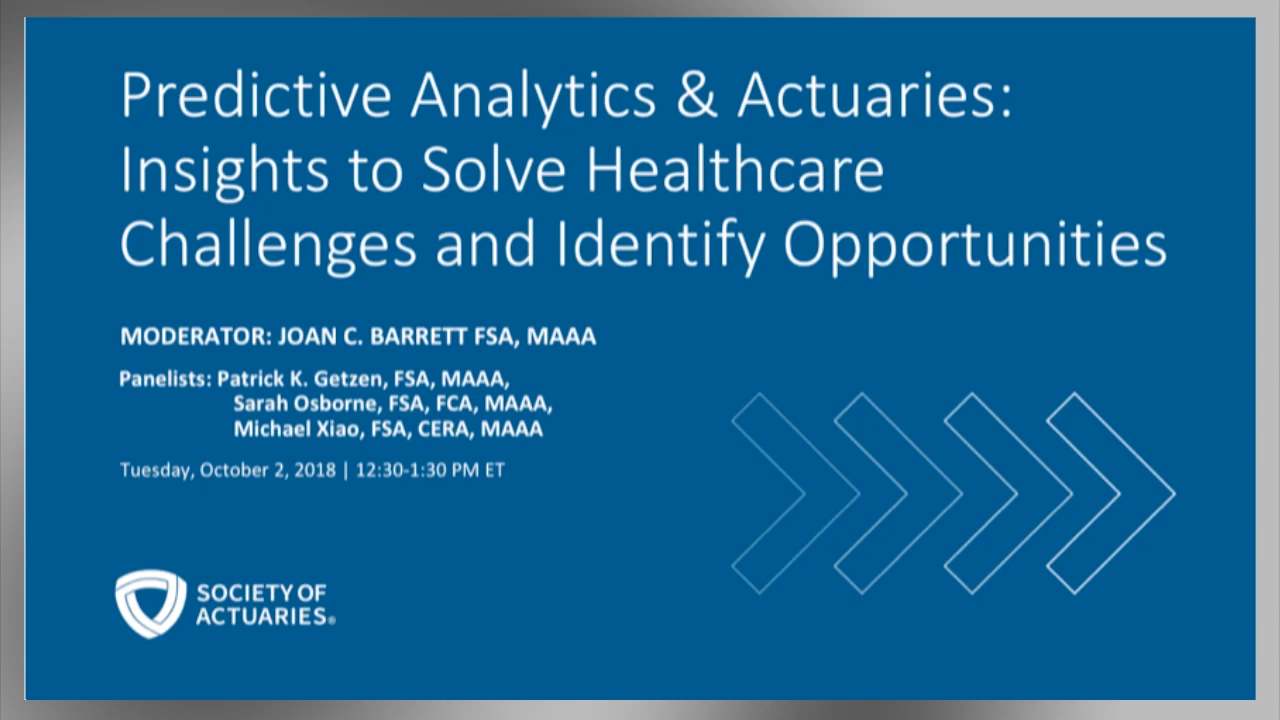 Predictive Analytics & Actuaries:
Insights to Solve Healthcare
Challenges and Identify Opportunities
MODERATOR: JOAN C. BARRETT FSA, MAAA
Panelists: Patrick K. Getzen, FSA, MAAA,
Sarah Osborne, FSA, FCA, MAAA,
Michael Xiao, FSA, CERA, MAAA
Tuesday, October 2, 2018 | 12:30-1:30 PM ET
SOCIETY OF
ACTUARIES®